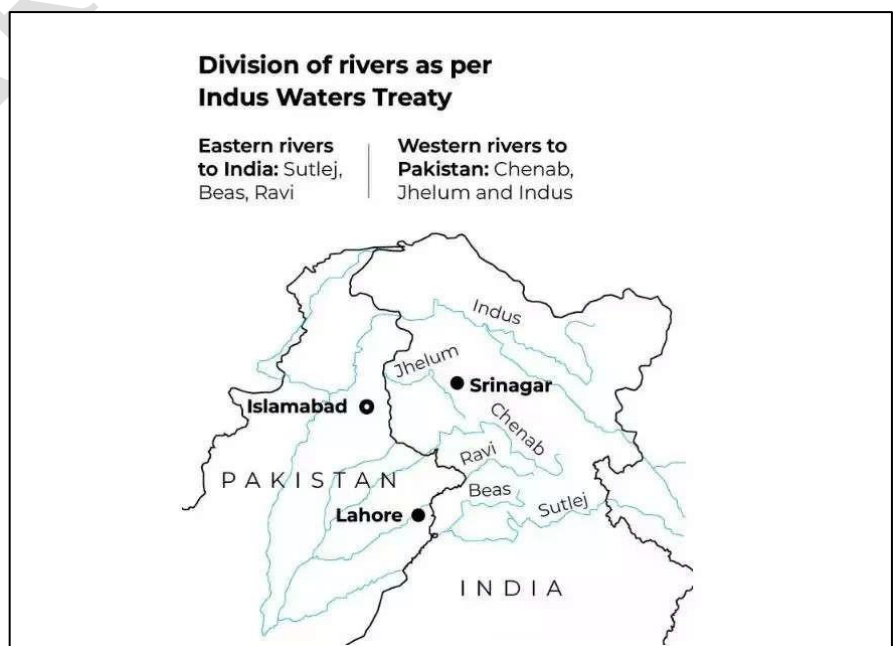 Division of rivers as per
Indus Waters Treaty
Eastern rivers
to India: Sutlej,
Beas, Ravi
Western rivers to
Pakistan: Chenab,
Jhelum and Indus
Indus
Jhelum
Srinagar
Islamabad
Chenab
Ravi
PAKISTAN
Beas
Sutlej
Lahore
INDIA